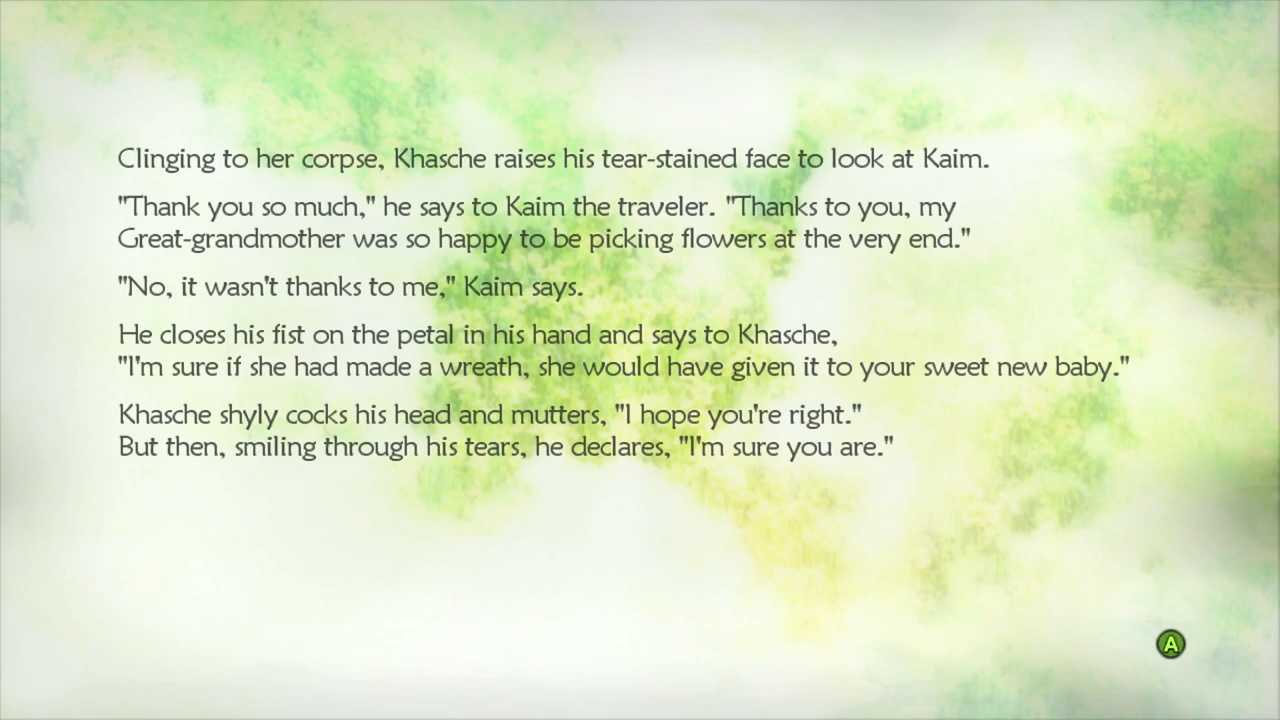 Clinging to her corpse, Khasche raises his tear-stained face to look at Kaim.
"Thank you so much," he says to Kaim the traveler. "Thanks to you, my
Great-grandmother was so happy to be picking flowers at the very end."
"No, it wasn't thanks to me," Kaim says.
He closes his fist on the petal in his hand and says to Khasche,
"I'm sure if she had made a wreath, she would have given it to your sweet new baby."
Khasche shyly cocks his head and mutters, "I hope you're right."
But then, smiling through his tears, he declares, "I'm sure you are."
A